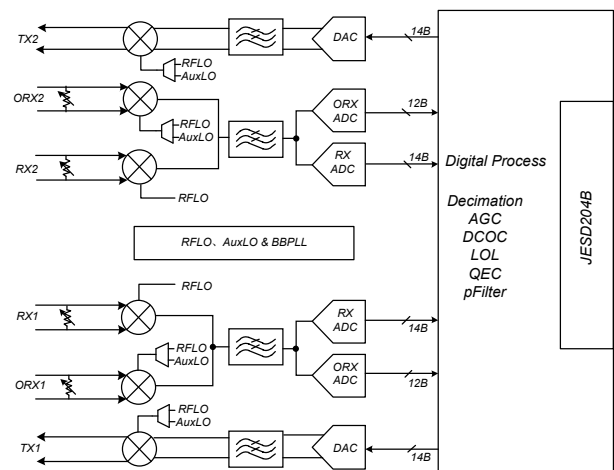 TX2
DAC
14B
RFLO
AuxLO
ORX2
RFLO
AuxLO
ORX
ADC
12B
RX2
RX
ADC
14B
RFLO
Digital Process
Decimation
AGC
DCOC
LOL
QEC
pFilter
JESD204B
RFLO、AuxLO & BBPLL
RFLO
RX1
RX
ADC
14B
RFLO
AuxLO
ORX1
ORX
ADC
12B
RFLO
AuxLO
TX1
DAC
14B